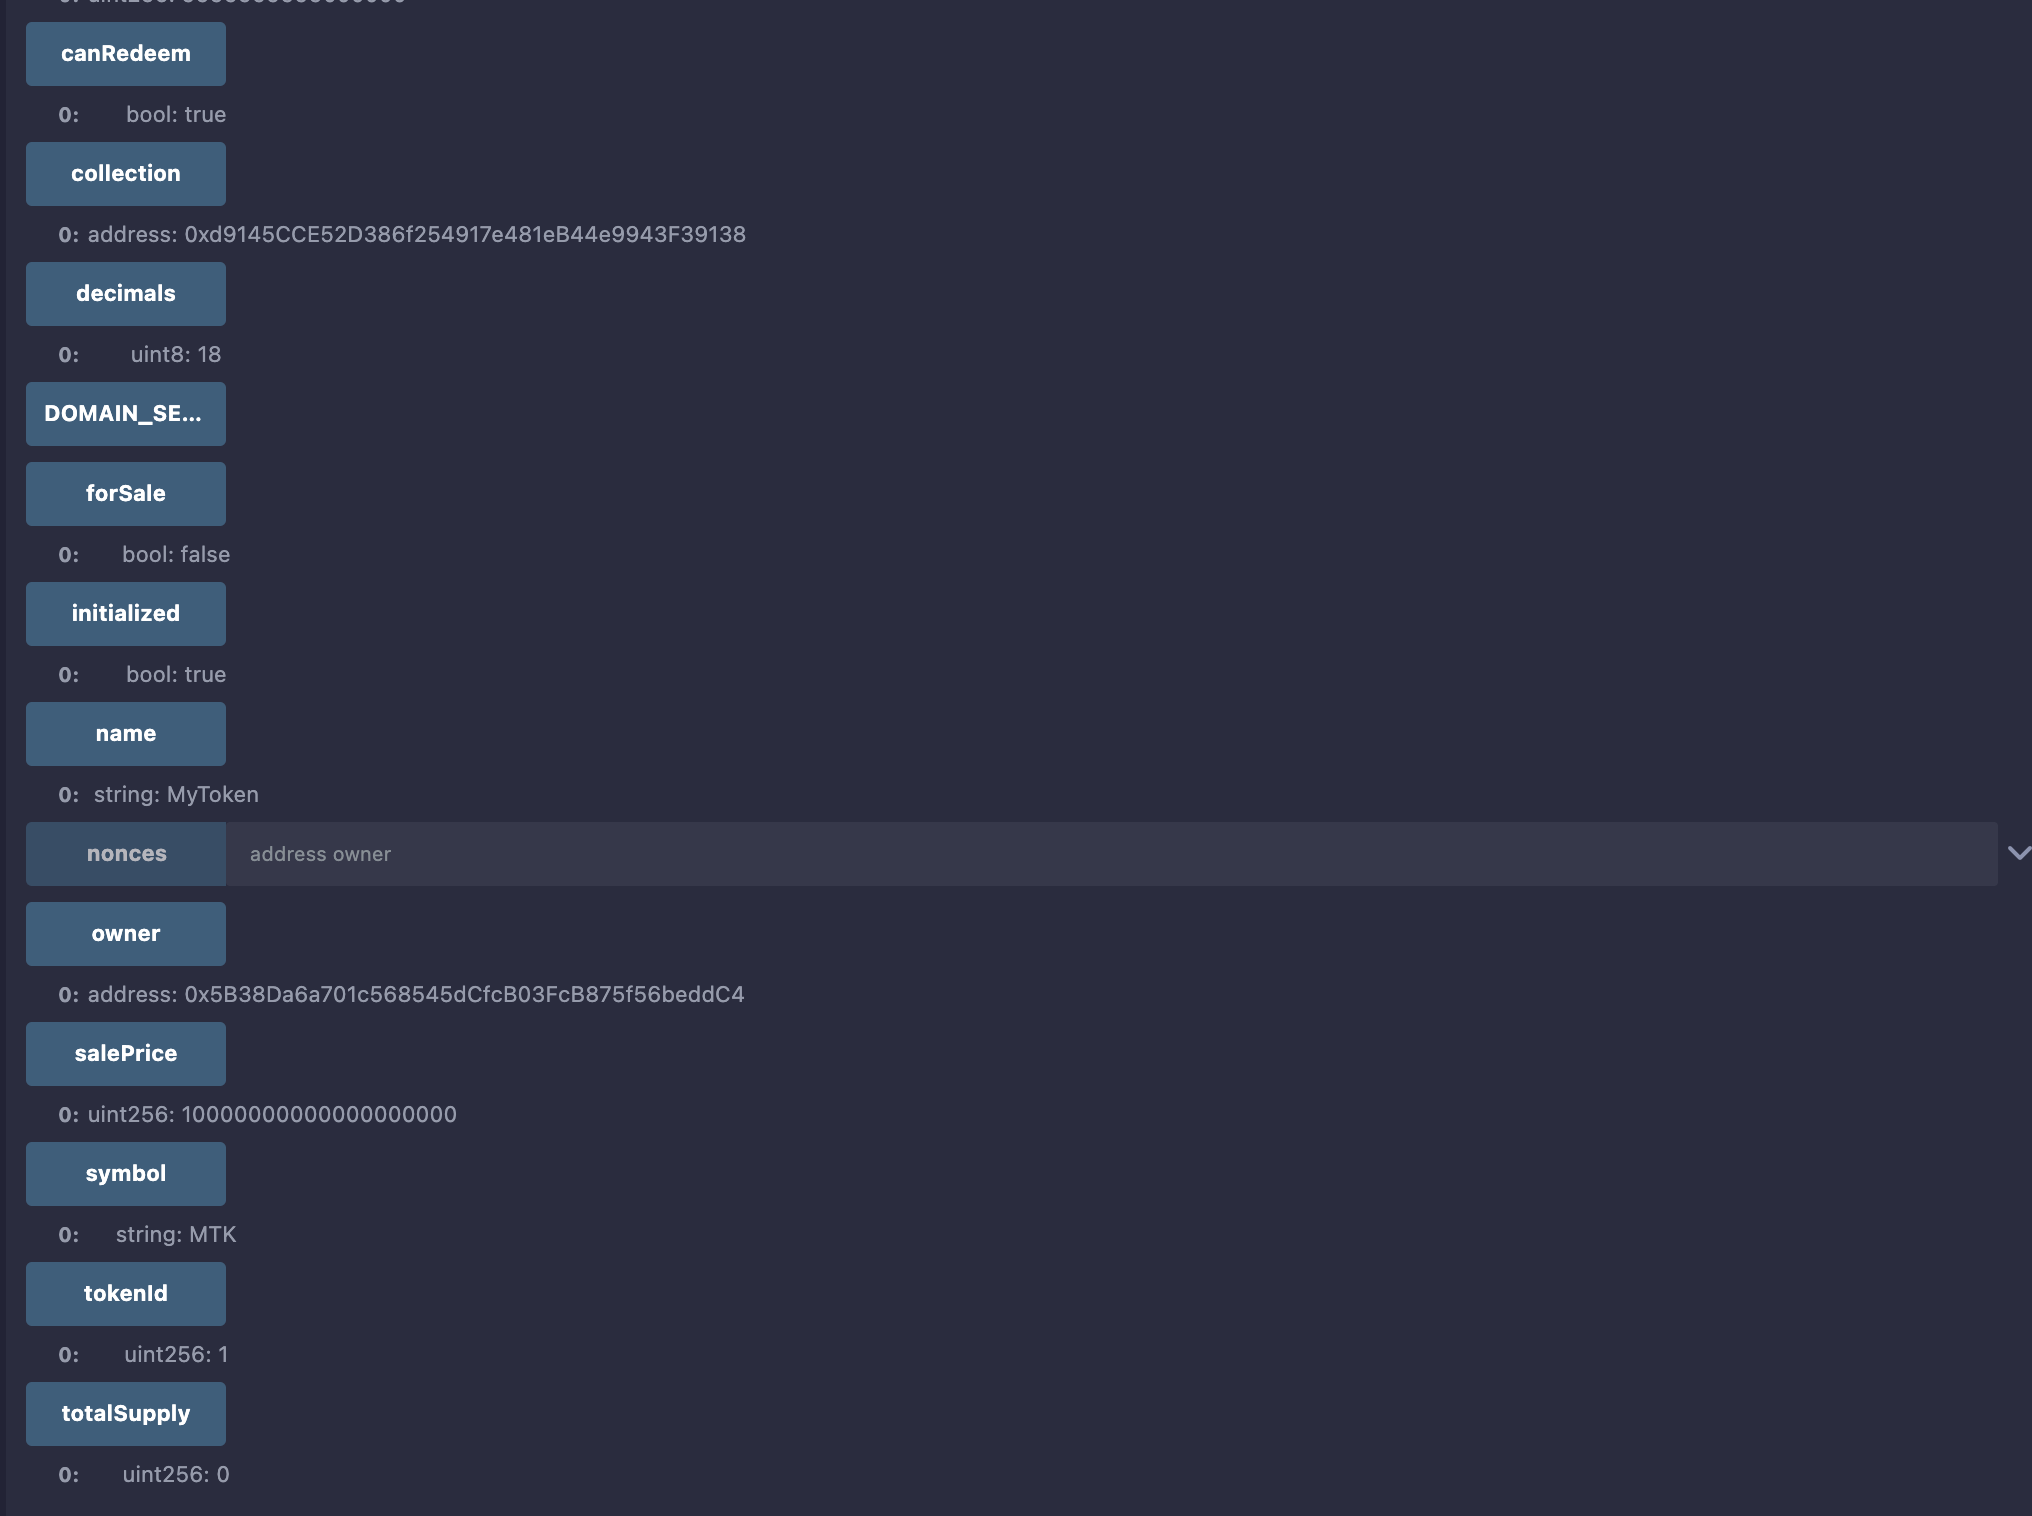 canRedeem
0: bool: true
collection
0: address: 0xd9145CCE52D386f254917e481eB44e9943F39138
decimals
0: uint8: 18
DOMAIN_SE...
forSale
0: bool: false
initialized
0: bool: true
name
0: string: MyToken
nonces address owner
owner
0: address: 0x5B38Da6a701c568545dCfcB03FcB875f56beddC4
salePrice
0: uint256: 10000000000000000000
symbol
0: string: MTK
tokenId
0: uint256: 1
totalSupply
0: uint256: 0